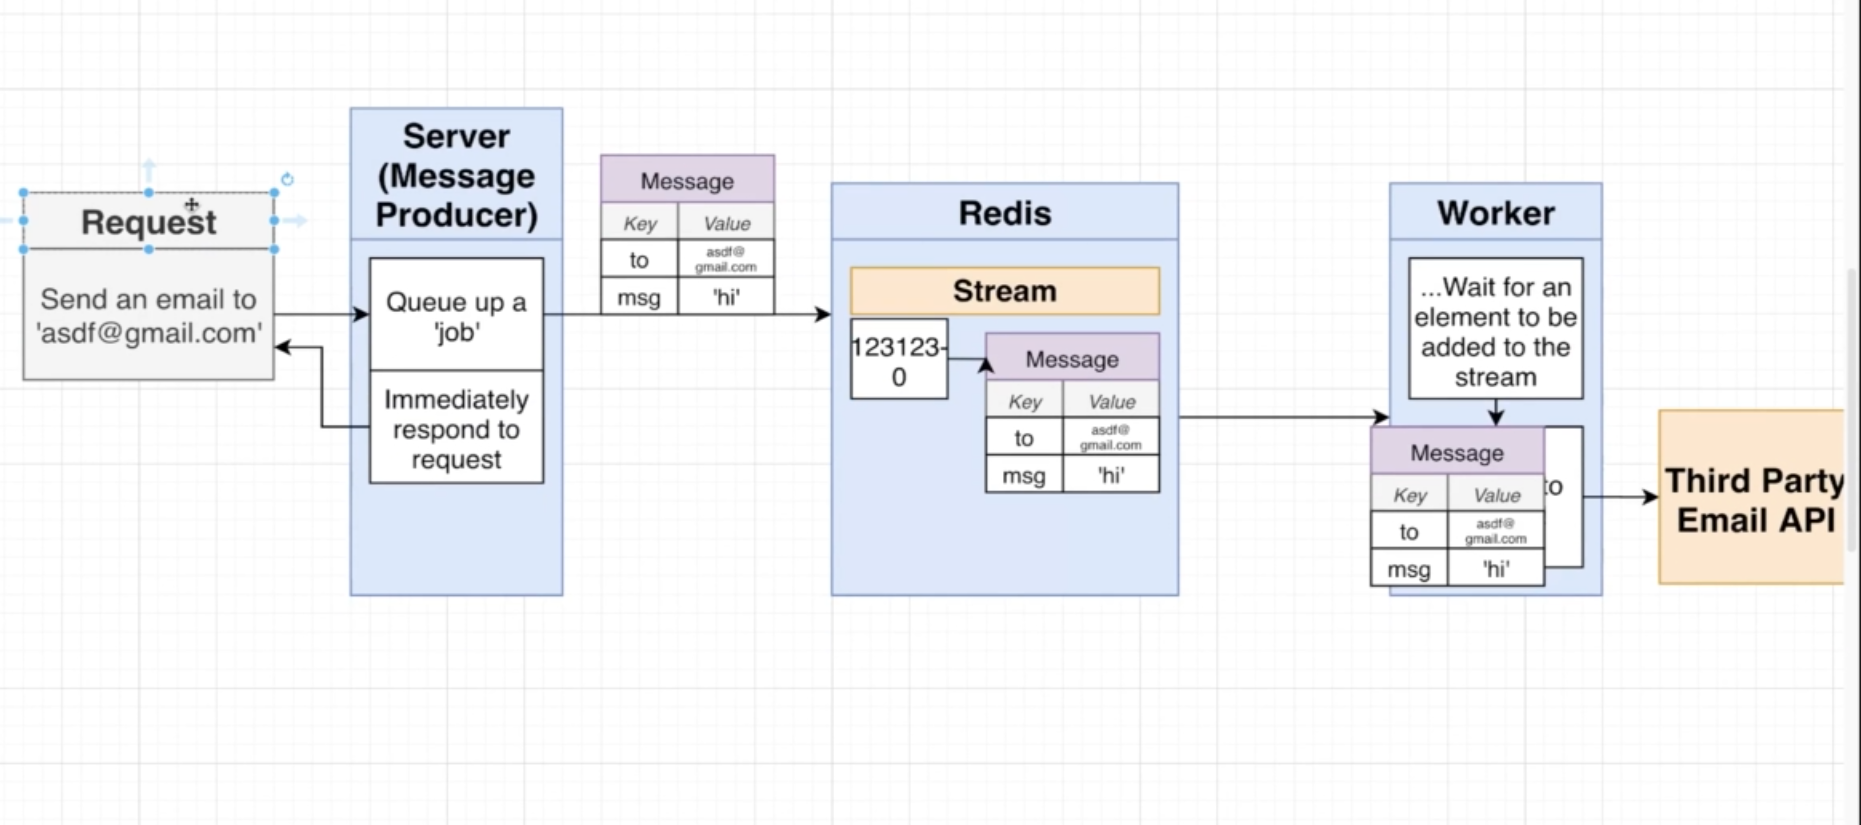 Request
Send an email to
'asdf@gmail.com'
Server
(Message
Producer)
Queue up a
'job'
Immediately
respond to
request
Message
Key Value
to asdf@
gmail.com
msg 'hi'
Redis
Stream
123123-
0
Message
Key Value
to asdf@
gmail.com
msg 'hi'
Worker
...Wait for an
element to be
added to the
stream
to
Message
Key Value
to asdf@
gmail.com
msg 'hi'
Third Party
Email API